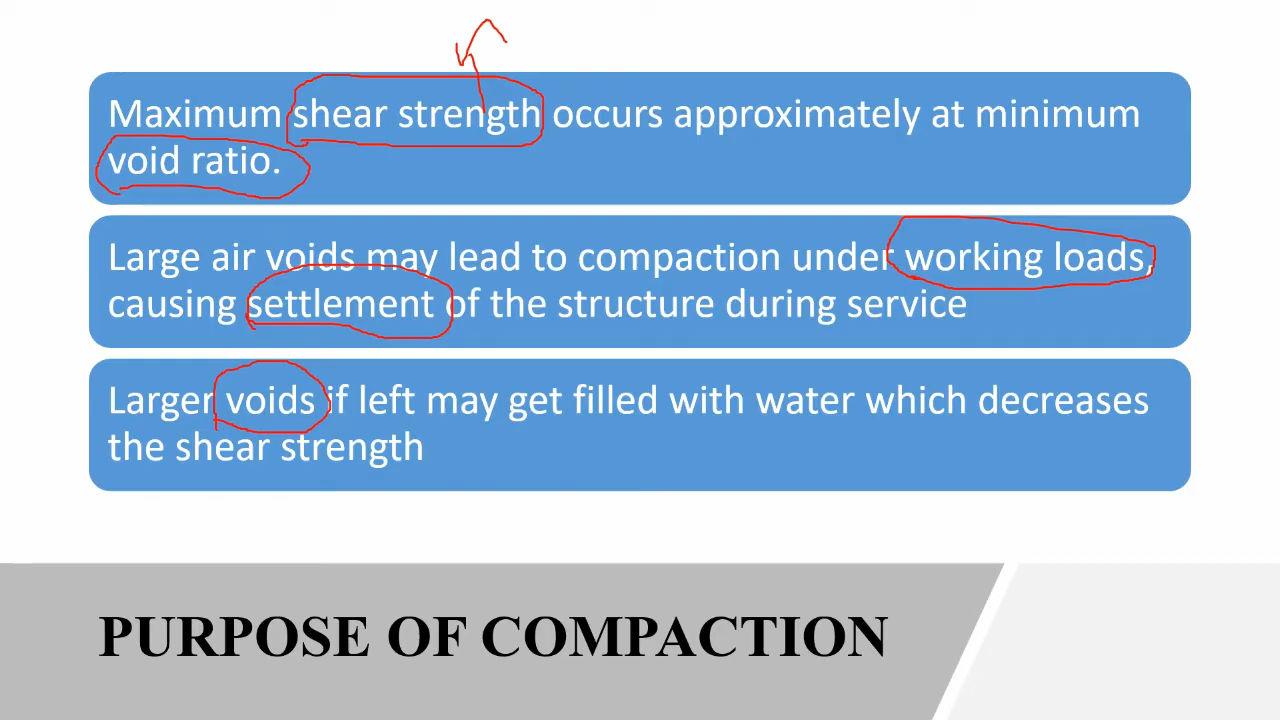 Maximum shear strength occurs approximately at minimum
void ratio.
Large air voids may lead to compaction under working loads,
causing settlement of the structure during service
Larger voids if left may get filled with water which decreases
the shear strength
PURPOSE OF COMPACTION